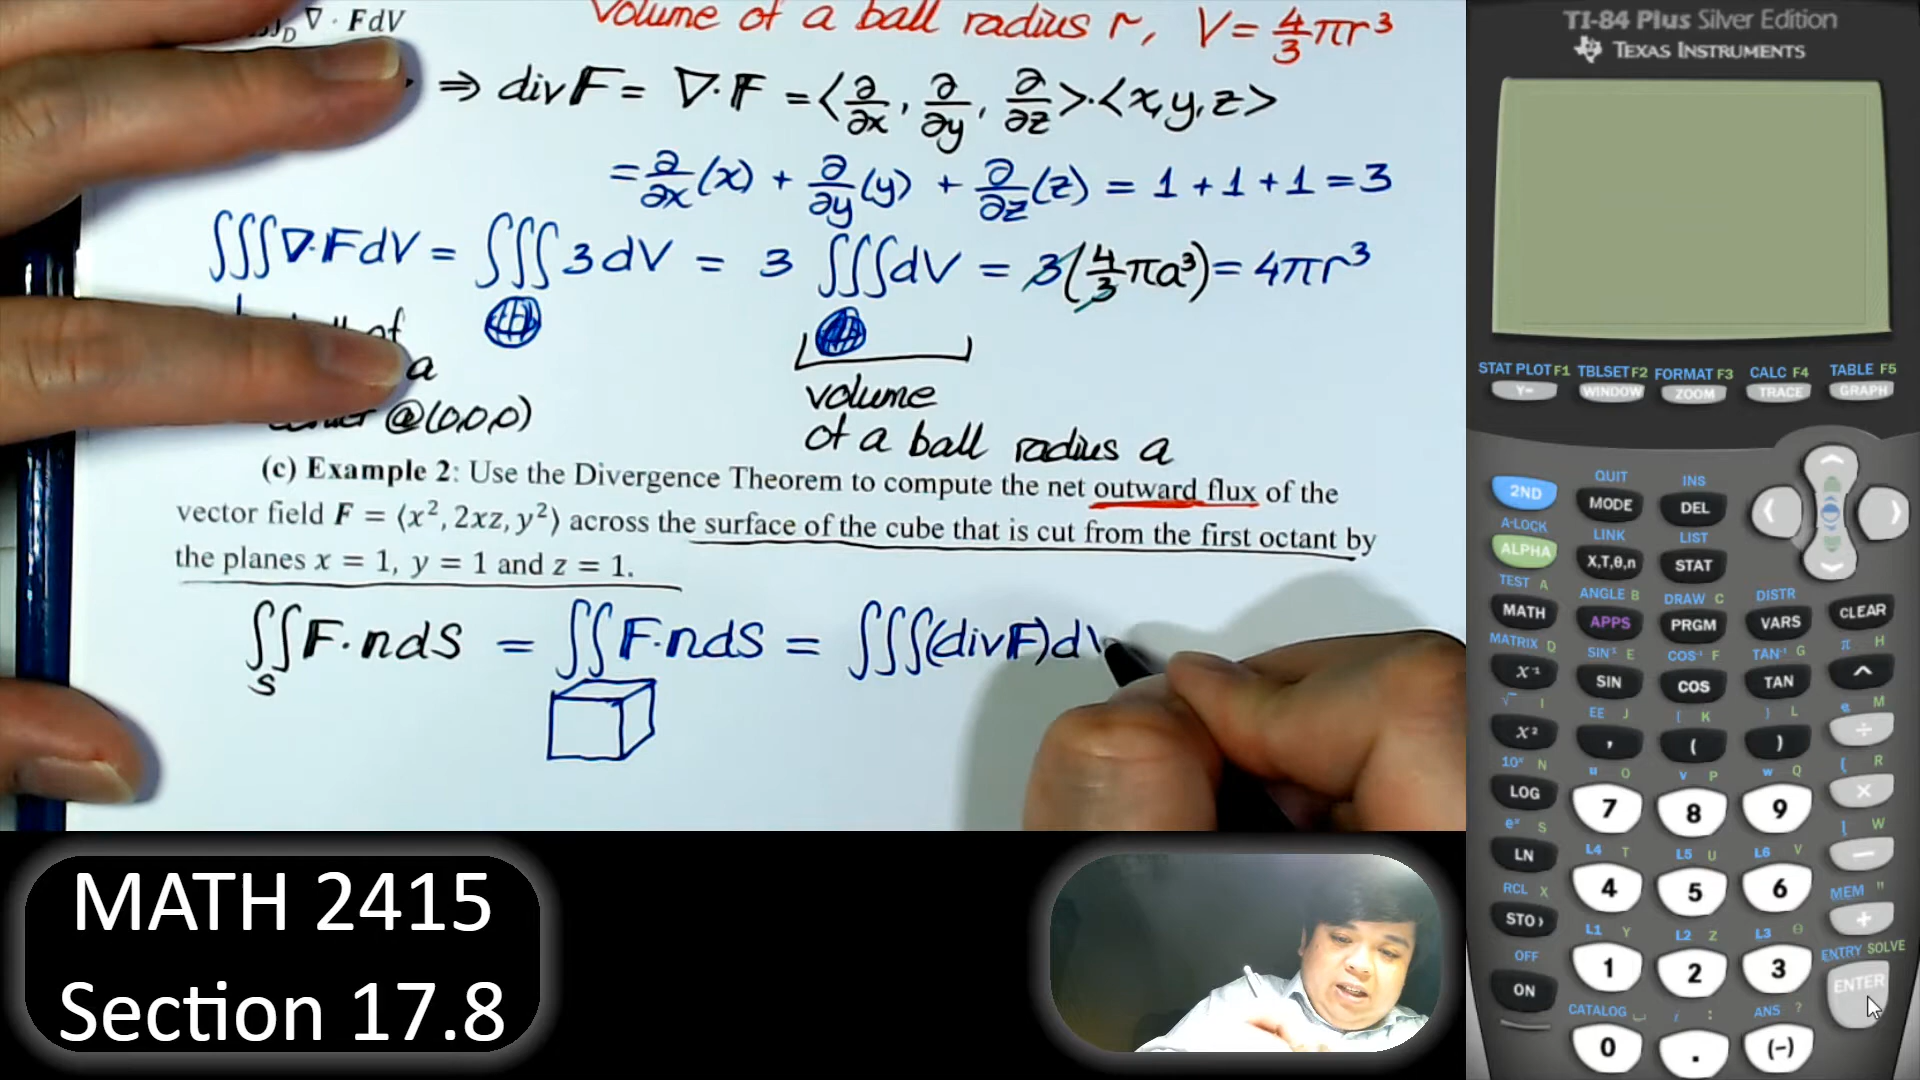 ∇ · FdV
Volume of a ball radius r, V = 4/3 πr³
⇒ divF = ∇·F = ⟨∂/∂x, ∂/∂y, ∂/∂z⟩·⟨x,y,z⟩
= ∂/∂x(x) + ∂/∂y(y) + ∂/∂z(z) = 1 + 1 + 1 = 3
∭∇·FdV = ∭3dV = 3 ∭dV = 3(4/3 πa³) = 4πr³
of
a
@(0,0,0)
volume
of a ball radius a
(c) Example 2: Use the Divergence Theorem to compute the net outward flux of the
vector field F = ⟨x², 2xz, y²⟩ across the surface of the cube that is cut from the first octant by
the planes x = 1, y = 1 and z = 1.
∬F·ndS = ∬F·ndS = ∭(divF)dV
S
MATH 2415
Section 17.8
TI-84 Plus Silver Edition
TEXAS INSTRUMENTS
STAT PLOT F1 TBLSET F2 FORMAT F3 CALC F4 TABLE F5
Y= WINDOW ZOOM TRACE GRAPH
QUIT INS
2ND MODE DEL
A-LOCK LINK LIST
ALPHA X,T,θ,n STAT
TEST A ANGLE B DRAW C DISTR
MATH APPS PRGM VARS CLEAR
MATRIX D SIN⁻¹ E COS⁻¹ F TAN⁻¹ G π H
x⁻¹ SIN COS TAN ^
√ I EE J { K } L e M
x² , ( ) ÷
10ˣ N u O v P w Q [ R
LOG 7 8 9 ×
eˣ S L4 T L5 U L6 V ] W
LN 4 5 6 −
RCL X L1 Y L2 Z L3 θ MEM "
STO› 1 2 3 +
OFF CATALOG i : ANS ? ENTRY SOLVE
ON 0 . (-) ENTER